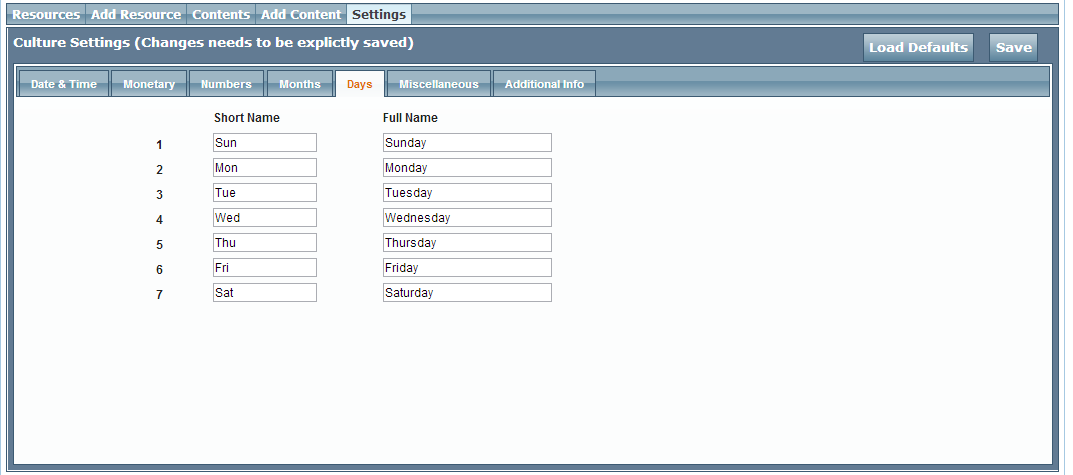 Resources Add Resource Contents Add Content Settings
Culture Settings (Changes needs to be explictly saved) Load Defaults Save
Date & Time Monetary Numbers Months Days Miscellaneous Additional Info
Short Name Full Name
1 Sun Sunday
2 Mon Monday
3 Tue Tuesday
4 Wed Wednesday
5 Thu Thursday
6 Fri Friday
7 Sat Saturday